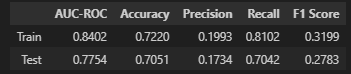 AUC-ROC Accuracy Precision Recall F1 Score
Train 0.8402 0.7220 0.1993 0.8102 0.3199
Test 0.7754 0.7051 0.1734 0.7042 0.2783